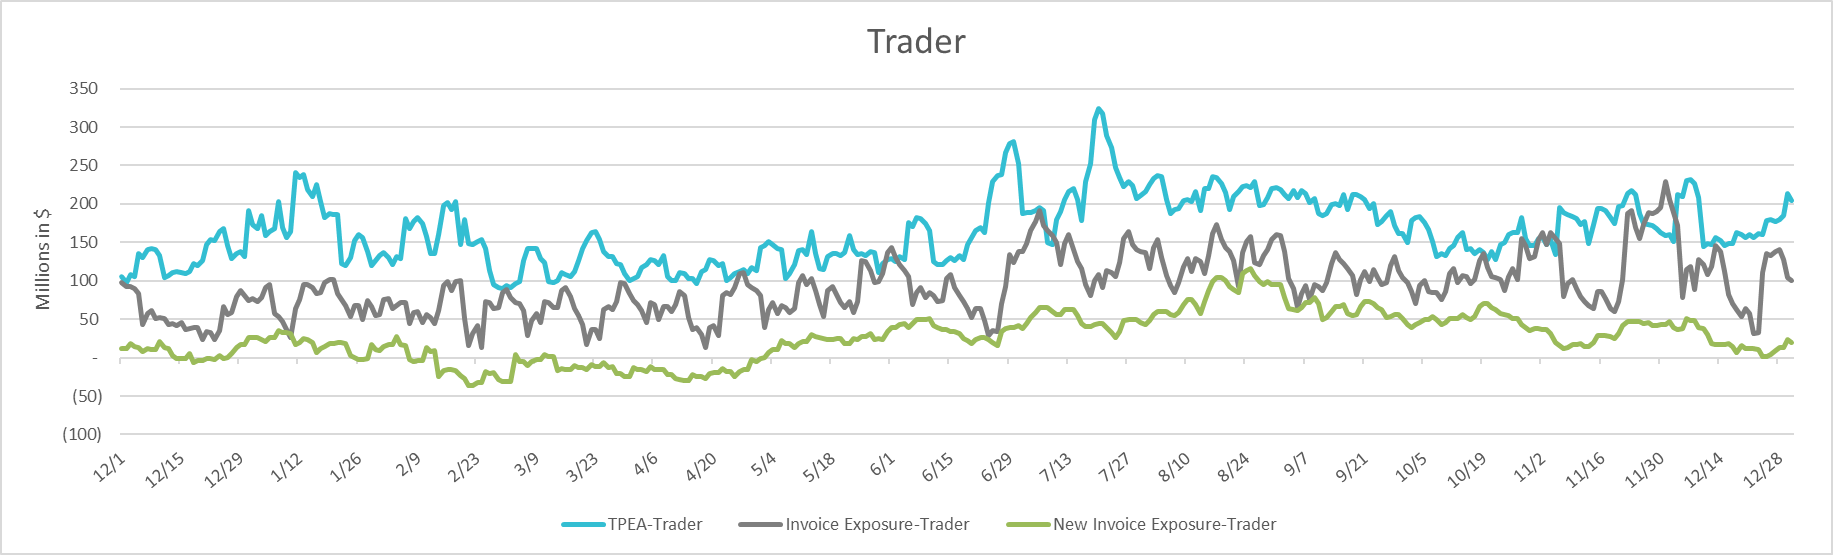 Trader
Millions in $
350
300
250
200
150
100
50
-
(50)
(100)
12/1 12/15 12/29 1/12 1/26 2/9 2/23 3/9 3/23 4/6 4/20 5/4 5/18 6/1 6/15 6/29 7/13 7/27 8/10 8/24 9/7 9/21 10/5 10/19 11/2 11/16 11/30 12/14 12/28
TPEA-Trader Invoice Exposure-Trader New Invoice Exposure-Trader